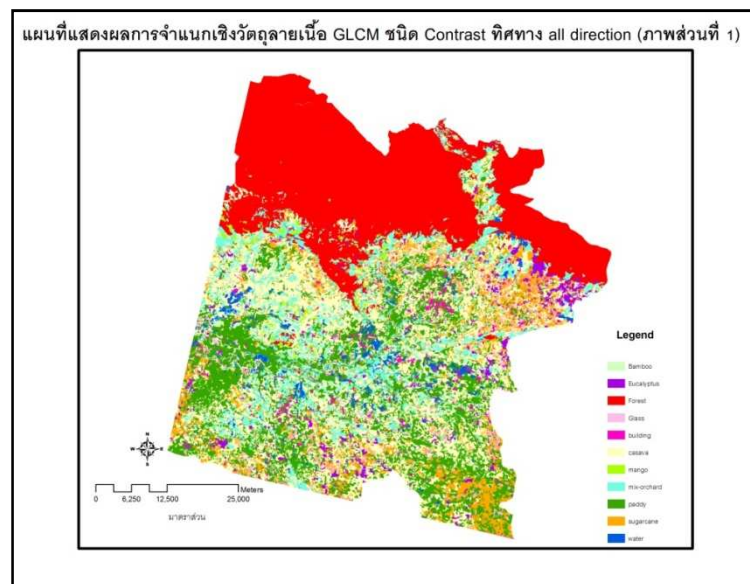 แผนที่แสดงผลการจำแนกเชิงวัตถุลายเนื้อ GLCM ชนิด Contrast ทิศทาง all direction (ภาพส่วนที่ 1)
Legend
Bamboo
Eucalyptus
Forest
Glass
building
casava
mango
mix-orchard
paddy
sugarcane
water
Meters
0 6,250 12,500 25,000
มาตราส่วน